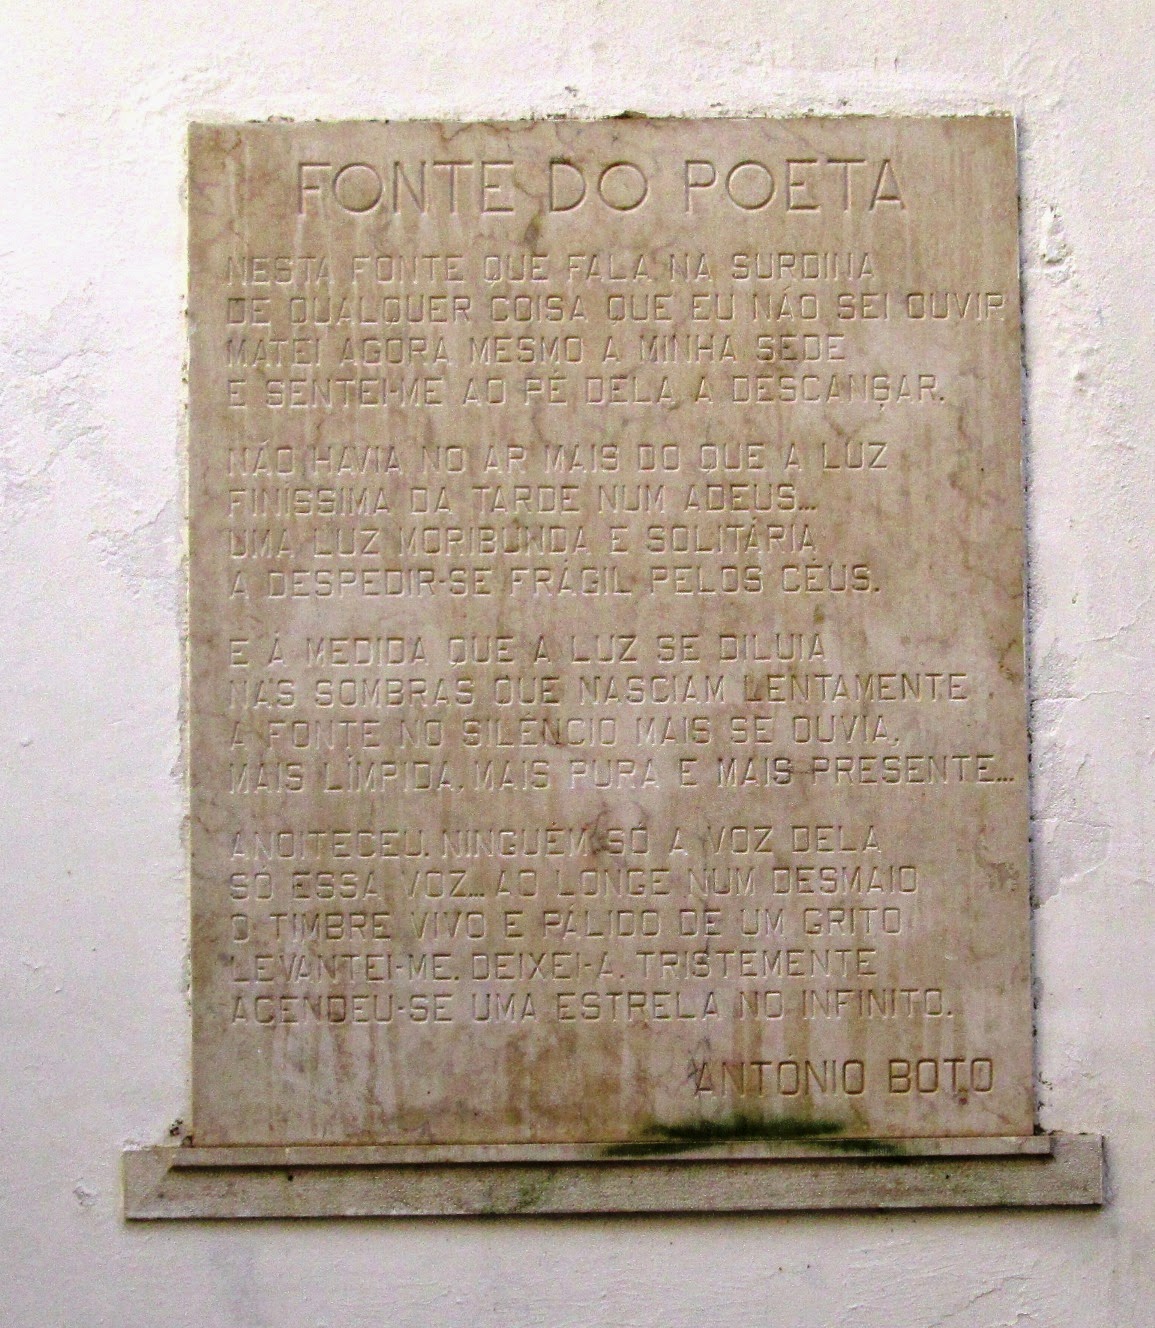 FONTE DO POETA
NESTA FONTE QUE FALA NA SURDINA
DE QUALQUER COISA QUE EU NÃO SEI OUVIR
MATEI AGORA MESMO A MINHA SEDE
E SENTEI-ME AO PÉ DELA A DESCANSAR.
NÃO HAVIA NO AR MAIS DO QUE A LUZ
FINISSIMA DA TARDE NUM ADEUS...
UMA LUZ MORIBUNDA E SOLITÁRIA
A DESPEDIR-SE FRÁGIL PELOS CÉUS.
E Á MEDIDA QUE A LUZ SE DILUIA
NAS SOMBRAS QUE NASCIAM LENTAMENTE
A FONTE NO SILÊNCIO MAIS SE OUVIA,
MAIS LÍMPIDA, MAIS PURA E MAIS PRESENTE...
ANOITECEU. NINGUÉM. SÓ A VOZ DELA
SÓ ESSA VOZ... AO LONGE NUM DESMAIO
O TIMBRE VIVO E PÁLIDO DE UM GRITO
LEVANTEI-ME. DEIXEI-A. TRISTEMENTE
ACENDEU-SE UMA ESTRELA NO INFINITO.
ANTÓNIO BOTO